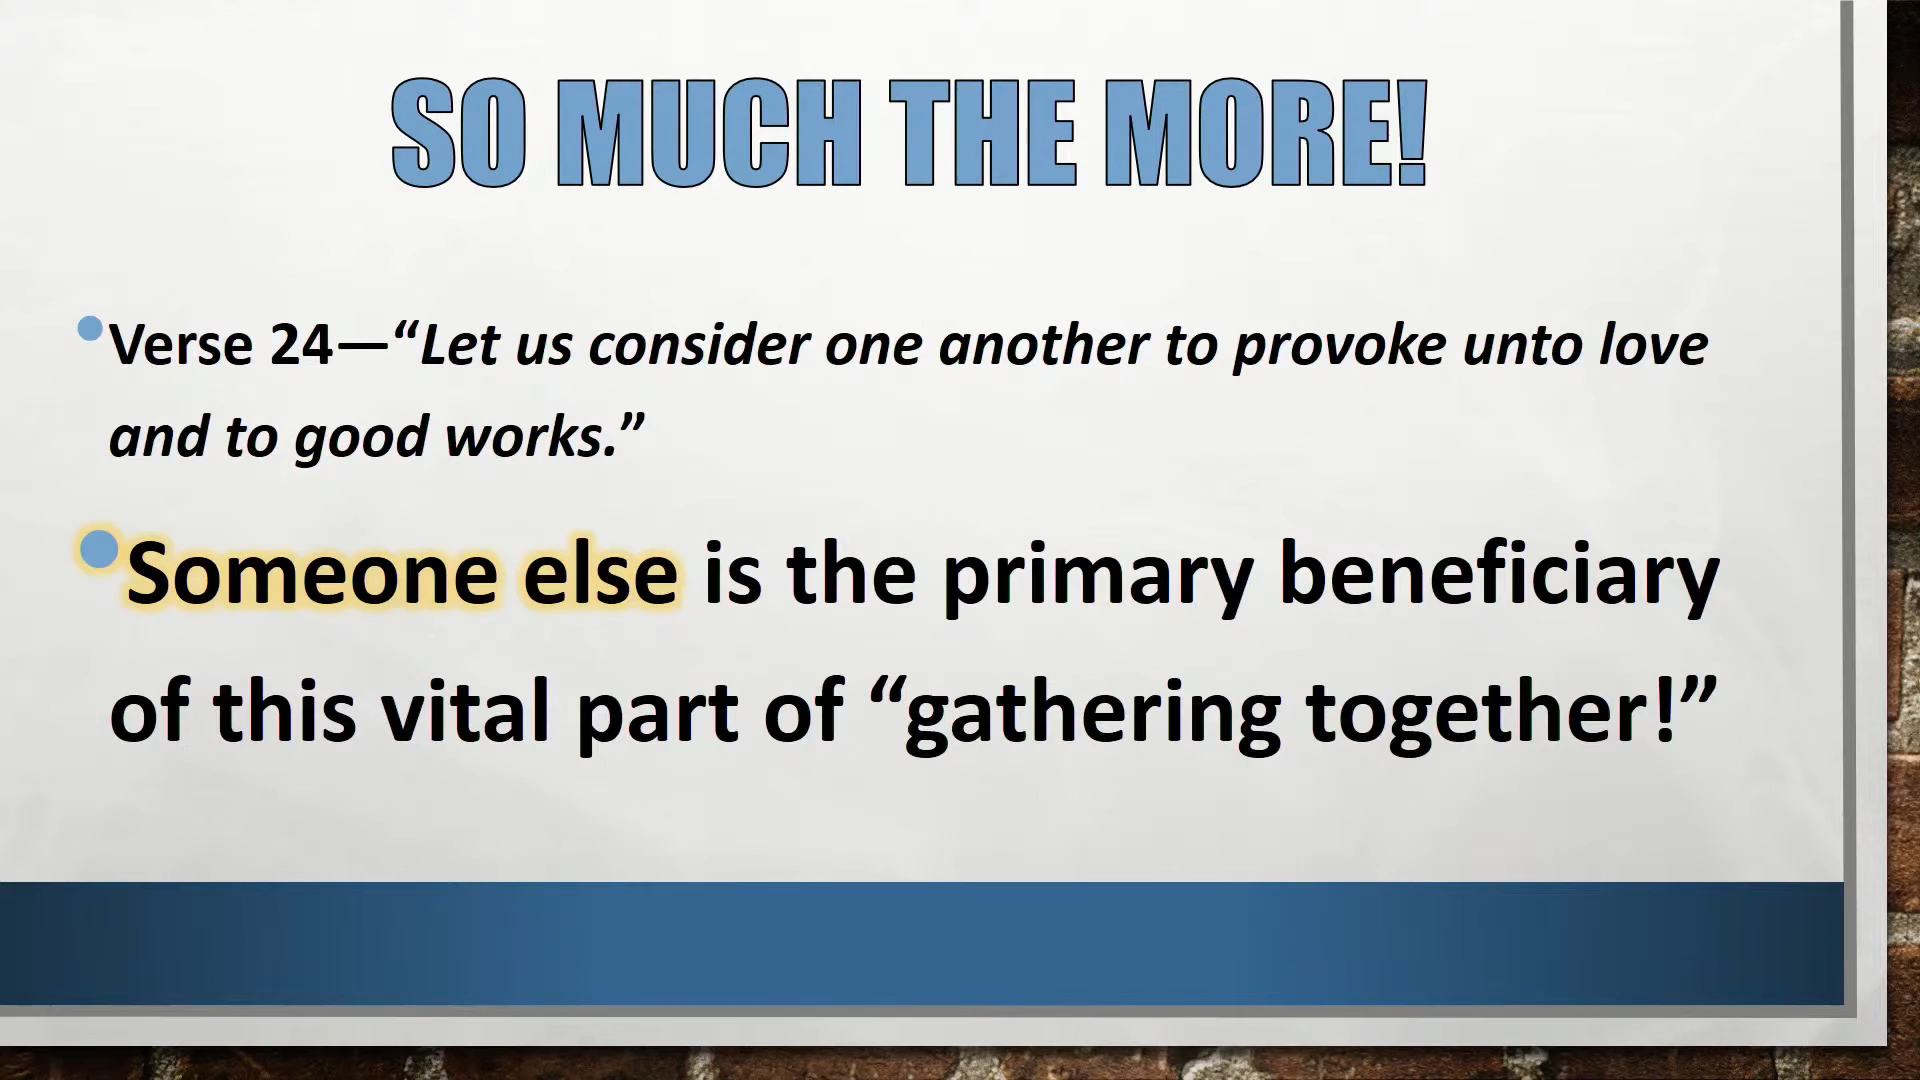 SO MUCH THE MORE!
•Verse 24—“Let us consider one another to provoke unto love
and to good works.”
•Someone else is the primary beneficiary
of this vital part of “gathering together!”